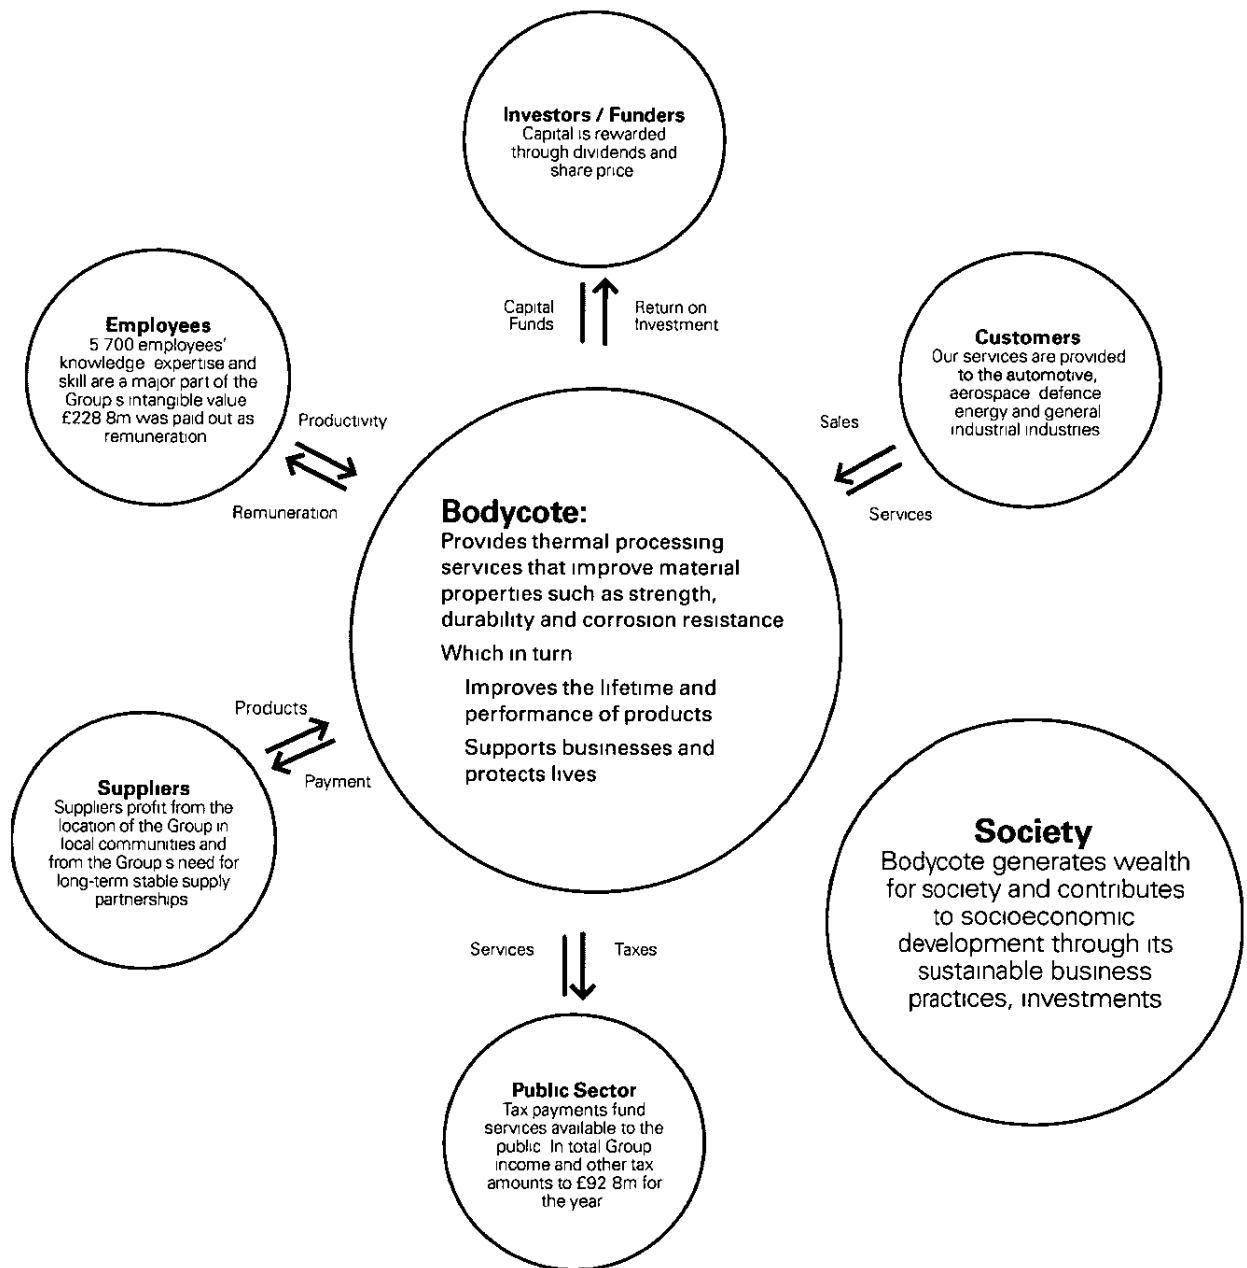 Investors / Funders
Capital is rewarded
through dividends and
share price
Capital
Funds
Return on
Investment
Employees
5 700 employees'
knowledge expertise and
skill are a major part of the
Group s intangible value
£228 8m was paid out as
remuneration
Productivity
Remuneration
Customers
Our services are provided
to the automotive,
aerospace defence
energy and general
industrial industries
Sales
Services
Bodycote:
Provides thermal processing
services that improve material
properties such as strength,
durability and corrosion resistance
Which in turn
Improves the lifetime and
performance of products
Supports businesses and
protects lives
Products
Payment
Suppliers
Suppliers profit from the
location of the Group in
local communities and
from the Group s need for
long-term stable supply
partnerships
Society
Bodycote generates wealth
for society and contributes
to socioeconomic
development through its
sustainable business
practices, investments
Services
Taxes
Public Sector
Tax payments fund
services available to the
public In total Group
income and other tax
amounts to £92 8m for
the year